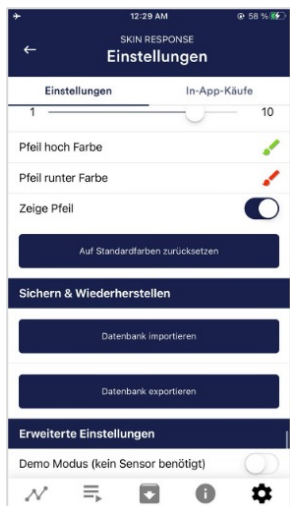 12:29 AM
58 %
SKIN RESPONSE
Einstellungen
Einstellungen
In-App-Käufe
1
10
Pfeil hoch Farbe
Pfeil runter Farbe
Zeige Pfeil
Auf Standardfarben zurücksetzen
Sichern & Wiederherstellen
Datenbank importieren
Datenbank exportieren
Erweiterte Einstellungen
Demo Modus (kein Sensor benötigt)